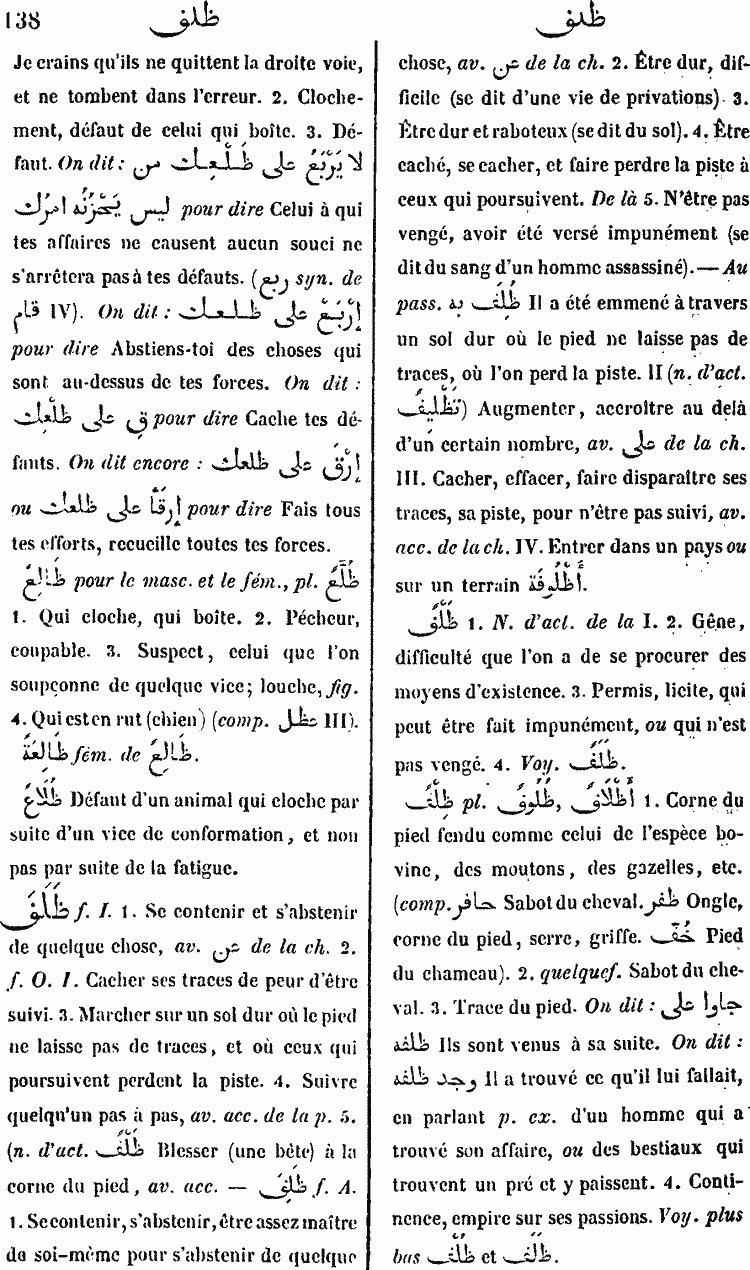 138
ظلف
ظلف
Je crains qu'ils ne quittent la droite voie,
et ne tombent dans l'erreur. 2. Cloche-
ment, défaut de celui qui boîte. 3. Dé-
faut. On dit : لا يَرْبَعُ على ظَلْعِك من
ليس يَحْزُنُه امرُك pour dire Celui à qui
tes affaires ne causent aucun souci ne
s'arrêtera pas à tes défauts. (ربع syn. de
قام IV). On dit : إِرْبَعْ على ظلعك
pour dire Abstiens-toi des choses qui
sont au-dessus de tes forces. On dit :
ق على ظلْعِك pour dire Cache tes dé-
fauts. On dit encore : إِرْقَ على ظلعك
ou إِرْقَأْ على ظلعك pour dire Fais tous
tes efforts, recueille toutes tes forces.
ظَالِعٌ pour le masc. et le fém., pl. ظُلَّعٌ
1. Qui cloche, qui boîte. 2. Pécheur,
coupable. 3. Suspect, celui que l'on
soupçonne de quelque vice; louche, fig.
4. Qui est en rut (chien) (comp. عظل III).
ظَالِعَةٌ fém. de ظَالِعٌ.
ظُلَاعٌ Défaut d'un animal qui cloche par
suite d'un vice de conformation, et non
pas par suite de la fatigue.
ظَلَفَ f. I. 1. Se contenir et s'abstenir
de quelque chose, av. عن de la ch. 2.
f. O. I. Cacher ses traces de peur d'être
suivi. 3. Marcher sur un sol dur où le pied
ne laisse pas de traces, et où ceux qui
poursuivent perdent la piste. 4. Suivre
quelqu'un pas à pas, av. acc. de la p. 5.
(n. d'act. ظَلْف Blesser (une bête) à la
corne du pied, av. acc. — ظَلِفَ f. A.
1. Se contenir, s'abstenir, être assez maître
de soi-même pour s'abstenir de quelque
chose, av. عن de la ch. 2. Être dur, dif-
ficile (se dit d'une vie de privations). 3.
Être dur et raboteux (se dit du sol). 4. Être
caché, se cacher, et faire perdre la piste à
ceux qui poursuivent. De là 5. N'être pas
vengé, avoir été versé impunément (se
dit du sang d'un homme assassiné).— Au
pass. ظُلِفَ به Il a été emmené à travers
un sol dur où le pied ne laisse pas de
traces, où l'on perd la piste. II (n. d'act.
تَظْلِيفٌ) Augmenter, accroître au delà
d'un certain nombre, av. على de la ch.
III. Cacher, effacer, faire disparaître ses
traces, sa piste, pour n'être pas suivi, av.
acc. de la ch. IV. Entrer dans un pays ou
sur un terrain أُظْلُوفَة.
ظَلْفٌ 1. N. d'act. de la I. 2. Gêne,
difficulté que l'on a de se procurer des
moyens d'existence. 3. Permis, licite, qui
peut être fait impunément, ou qui n'est
pas vengé. 4. Voy. ظَلَفٌ.
ظِلْفٌ pl. ظُلُوفٌ, أَظْلَافٌ 1. Corne du
pied fendu comme celui de l'espèce bo-
vine, des moutons, des gazelles, etc.
(comp. حافر Sabot du cheval. ظفر Ongle,
corne du pied, serre, griffe. خُفّ Pied
du chameau). 2. quelquef. Sabot du che-
val. 3. Trace du pied. On dit : جاوا على
ظلفه Ils sont venus à sa suite. On dit :
وجد ظلفه Il a trouvé ce qu'il lui fallait,
en parlant p. ex. d'un homme qui a
trouvé son affaire, ou des bestiaux qui
trouvent un pré et y paissent. 4. Conti-
nence, empire sur ses passions. Voy. plus
bas ظَلْف et ظَلَف.